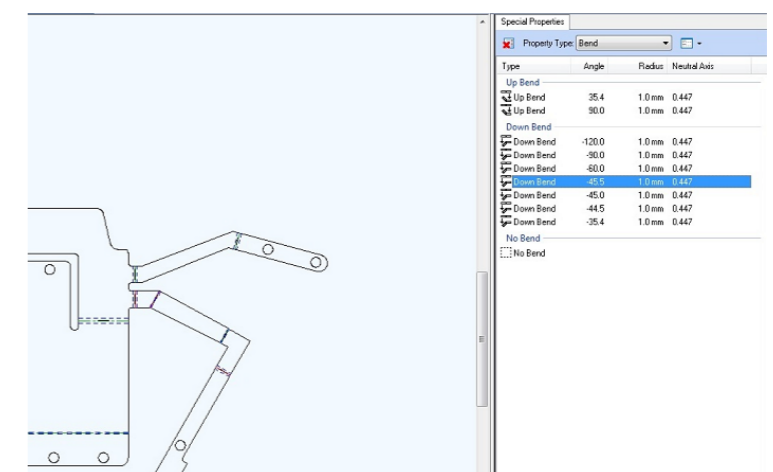 Special Properties
Property Type: Bend
Type Angle Radius Neutral Axis
Up Bend
Up Bend 35.4 1.0 mm 0.447
Up Bend 90.0 1.0 mm 0.447
Down Bend
Down Bend -120.0 1.0 mm 0.447
Down Bend -90.0 1.0 mm 0.447
Down Bend -60.0 1.0 mm 0.447
Down Bend -45.5 1.0 mm 0.447
Down Bend -45.0 1.0 mm 0.447
Down Bend -44.5 1.0 mm 0.447
Down Bend -35.4 1.0 mm 0.447
No Bend
No Bend